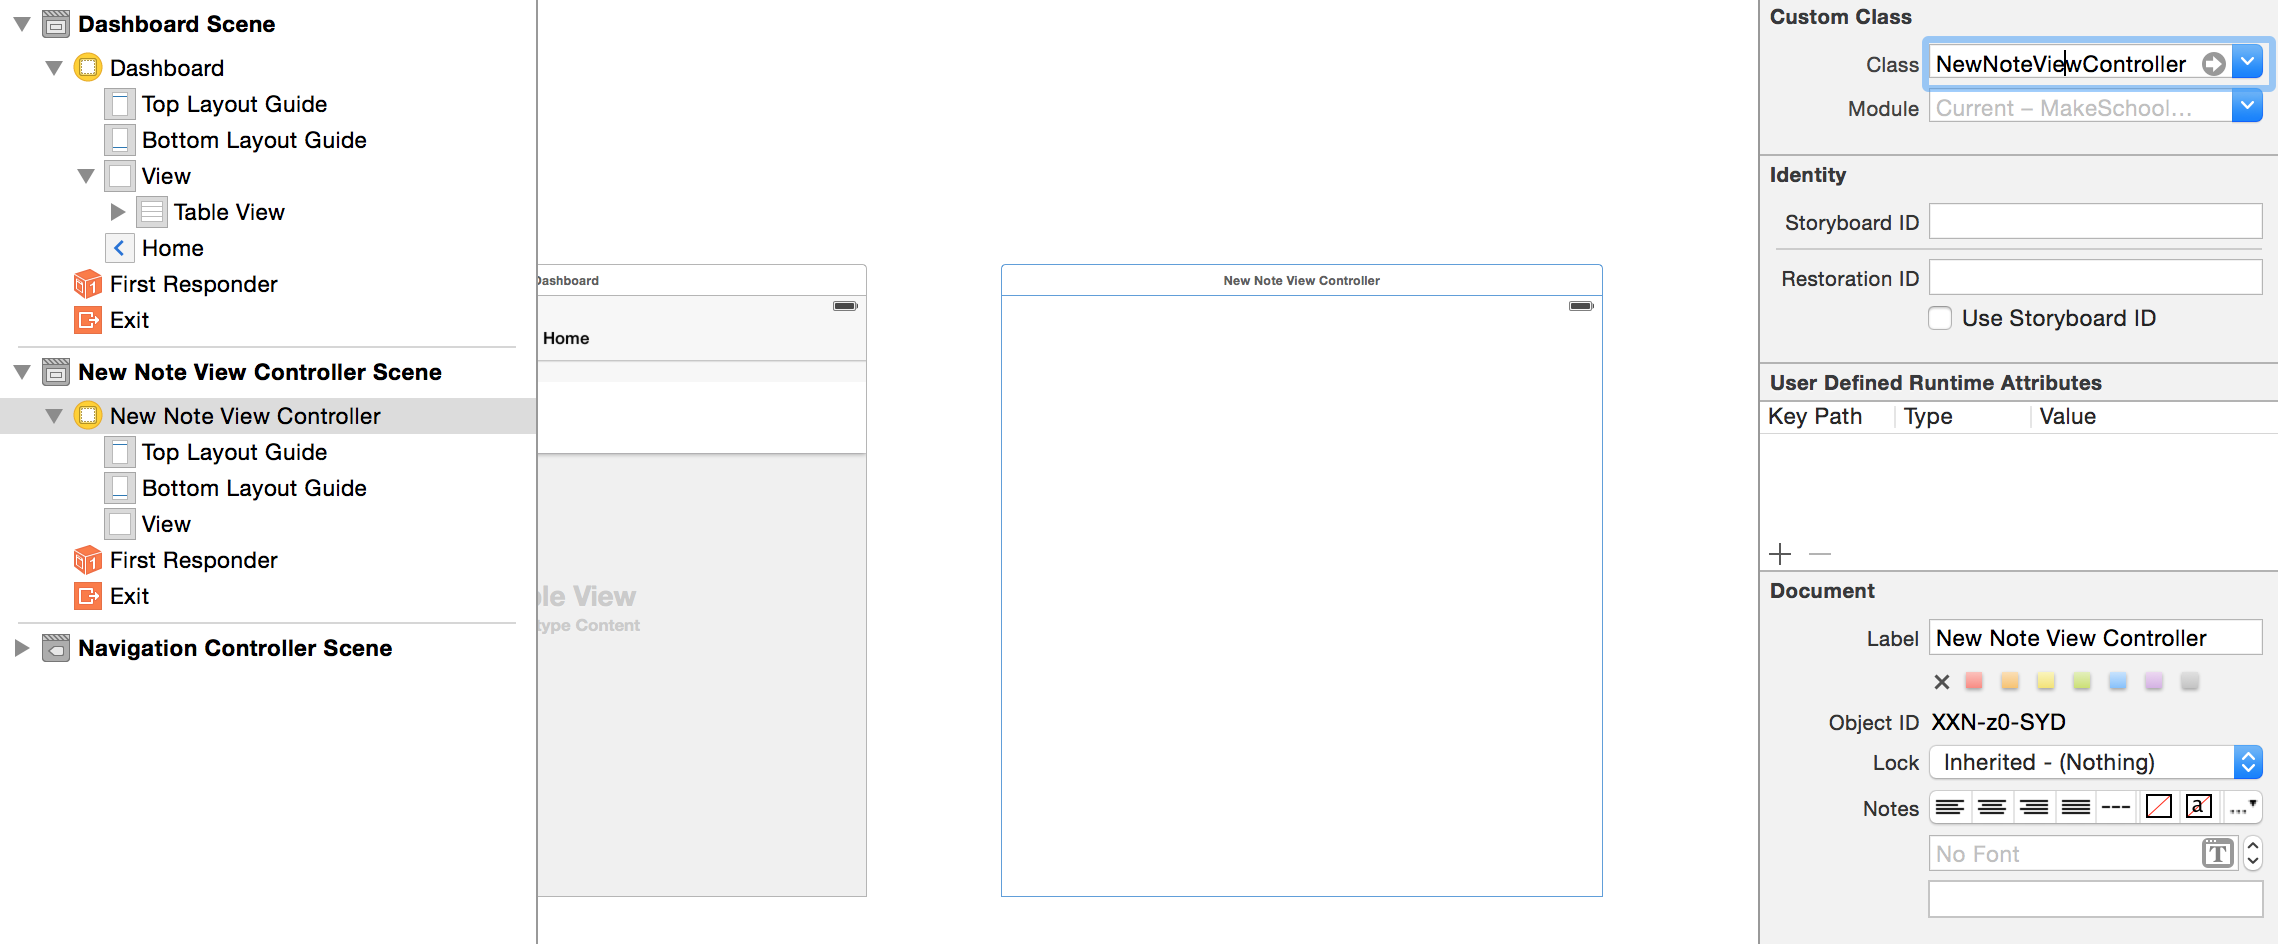 Dashboard Scene
Dashboard
Top Layout Guide
Bottom Layout Guide
View
Table View
Home
First Responder
Exit
New Note View Controller Scene
New Note View Controller
Top Layout Guide
Bottom Layout Guide
View
First Responder
Exit
Navigation Controller Scene
Dashboard
Home
le View
type Content
New Note View Controller
Custom Class
Class NewNoteViewController
Module Current – MakeSchool...
Identity
Storyboard ID
Restoration ID
Use Storyboard ID
User Defined Runtime Attributes
Key Path Type Value
Document
Label New Note View Controller
Object ID XXN-z0-SYD
Lock Inherited - (Nothing)
Notes
No Font